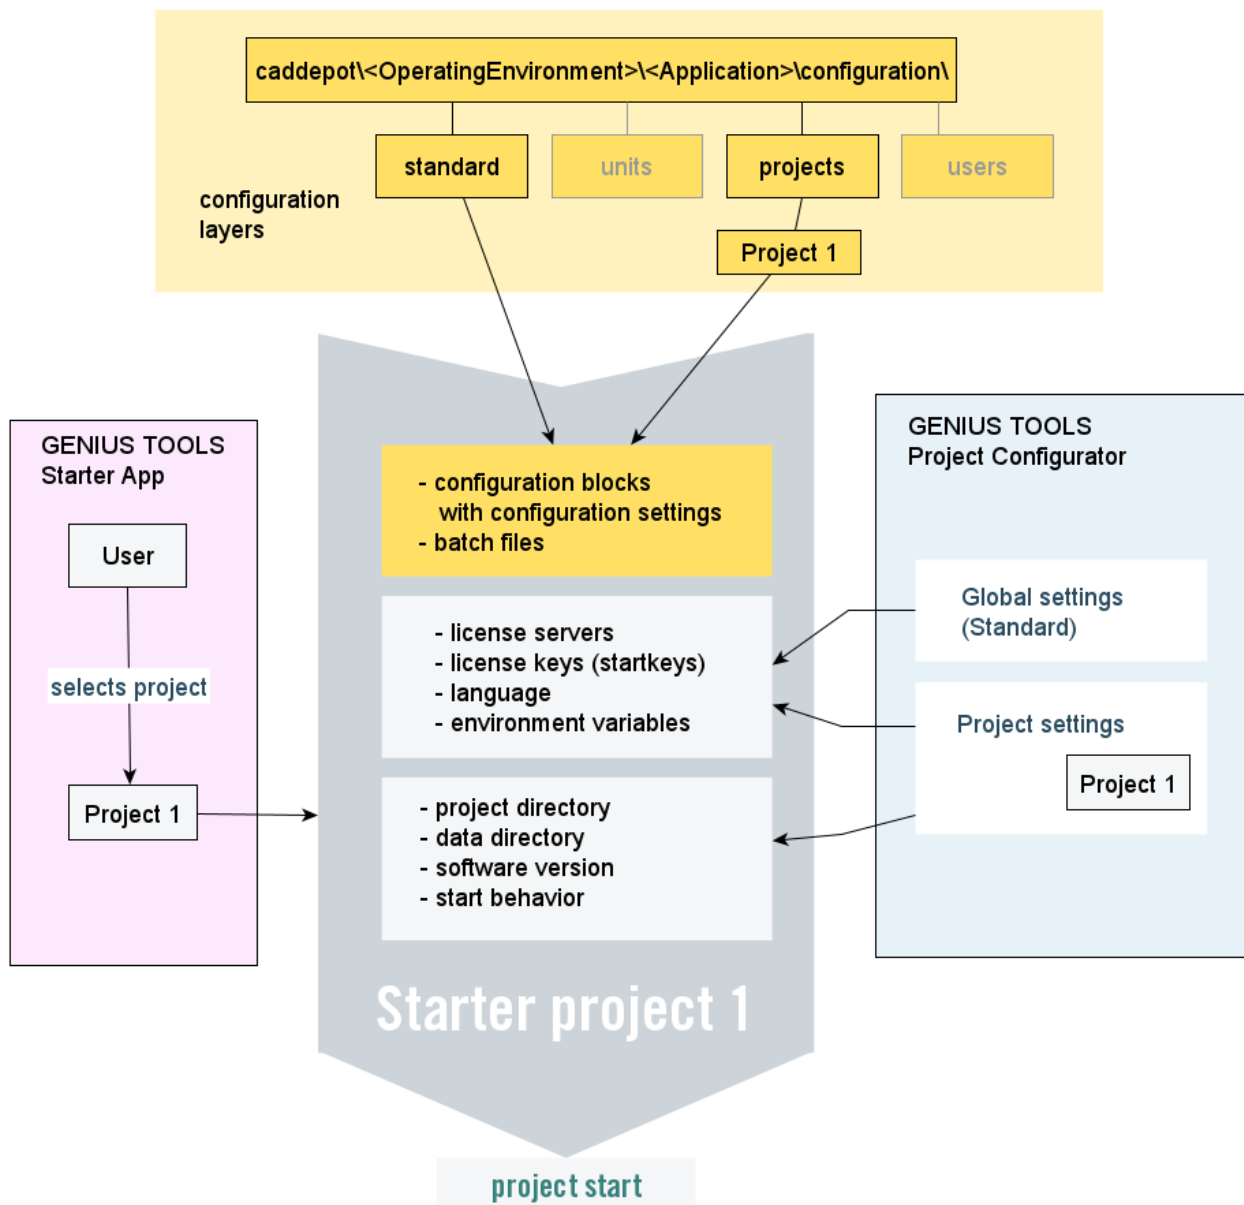 caddepot\<OperatingEnvironment>\<Application>\configuration\
standard
units
projects
users
configuration
layers
Project 1
GENIUS TOOLS
Starter App
User
selects project
Project 1
- configuration blocks
with configuration settings
- batch files
- license servers
- license keys (startkeys)
- language
- environment variables
- project directory
- data directory
- software version
- start behavior
Starter project 1
project start
GENIUS TOOLS
Project Configurator
Global settings
(Standard)
Project settings
Project 1